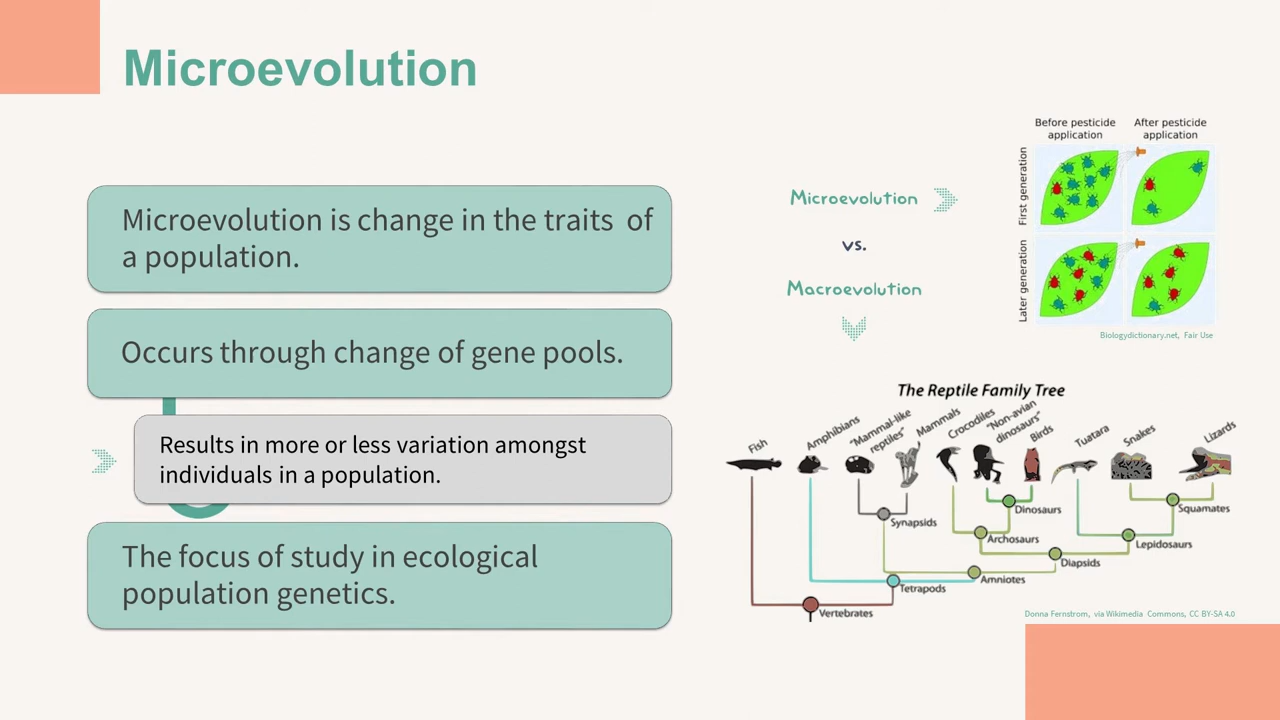 Microevolution
Microevolution is change in the traits of
a population.
Occurs through change of gene pools.
Results in more or less variation amongst
individuals in a population.
The focus of study in ecological
population genetics.
Microevolution
vs.
Macroevolution
Before pesticide
application
After pesticide
application
First generation
Later generation
Biologydictionary.net, Fair Use
The Reptile Family Tree
Fish
Amphibians
"Mammal-like
reptiles"
Mammals
Crocodiles
"Non-avian
dinosaurs"
Birds
Tuatara
Snakes
Lizards
Synapsids
Dinosaurs
Squamates
Archosaurs
Lepidosaurs
Diapsids
Amniotes
Tetrapods
Vertebrates
Donna Fernstrom, via Wikimedia Commons, CC BY-SA 4.0